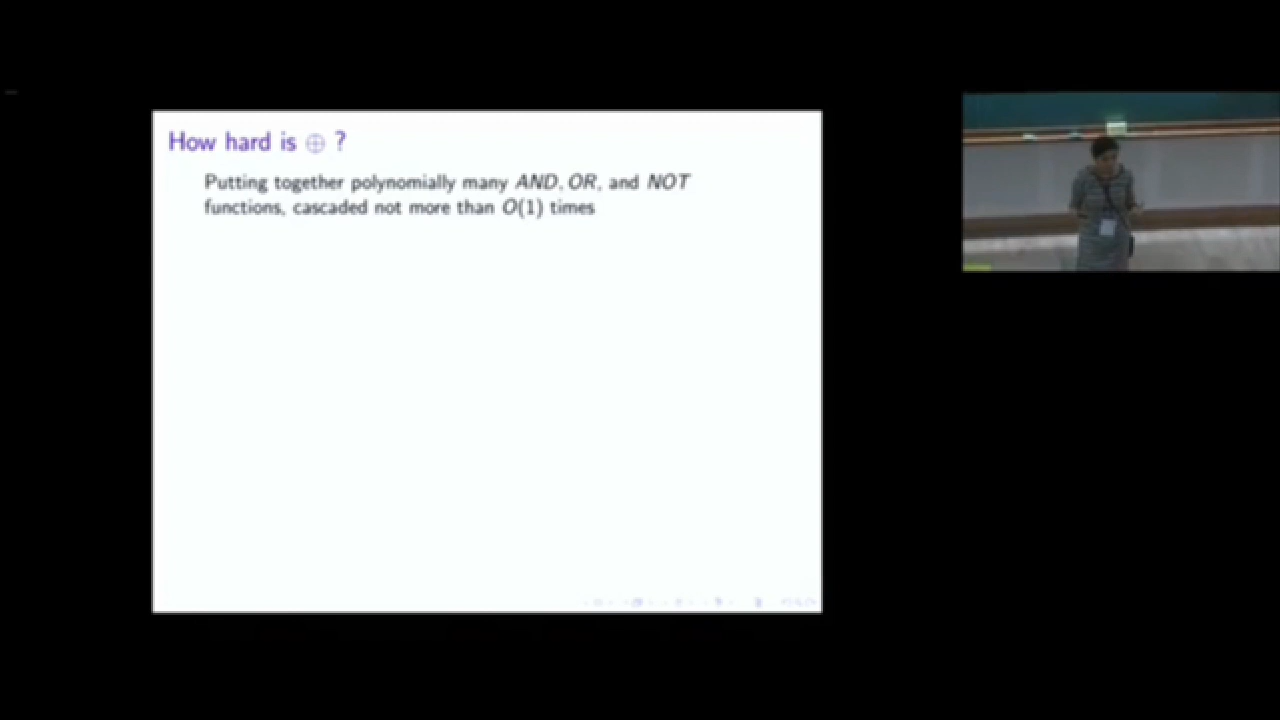 How hard is ⊕ ?
Putting together polynomially many AND, OR, and NOT
functions, cascaded not more than O(1) times